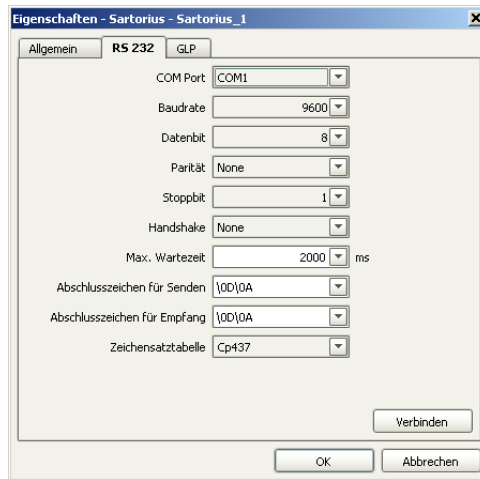 Eigenschaften - Sartorius - Sartorius_1
Allgemein RS 232 GLP
COM Port COM1
Baudrate 9600
Datenbit 8
Parität None
Stoppbit 1
Handshake None
Max. Wartezeit 2000 ms
Abschlusszeichen für Senden \0D\0A
Abschlusszeichen für Empfang \0D\0A
Zeichensatztabelle Cp437
Verbinden
OK Abbrechen